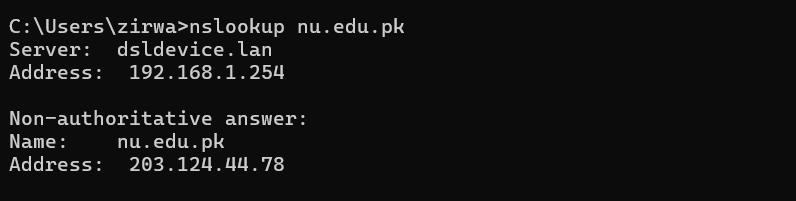 C:\Users\zirwa>nslookup nu.edu.pk
Server:  dsldevice.lan
Address:  192.168.1.254

Non-authoritative answer:
Name:    nu.edu.pk
Address:  203.124.44.78